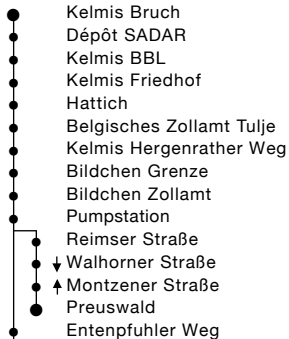 Kelmis Bruch
Dépôt SADAR
Kelmis BBL
Kelmis Friedhof
Hattich
Belgisches Zollamt Tulje
Kelmis Hergenrather Weg
Bildchen Grenze
Bildchen Zollamt
Pumpstation
Reimser Straße
Walhorner Straße
Montzener Straße
Preuswald
Entenpfuhler Weg